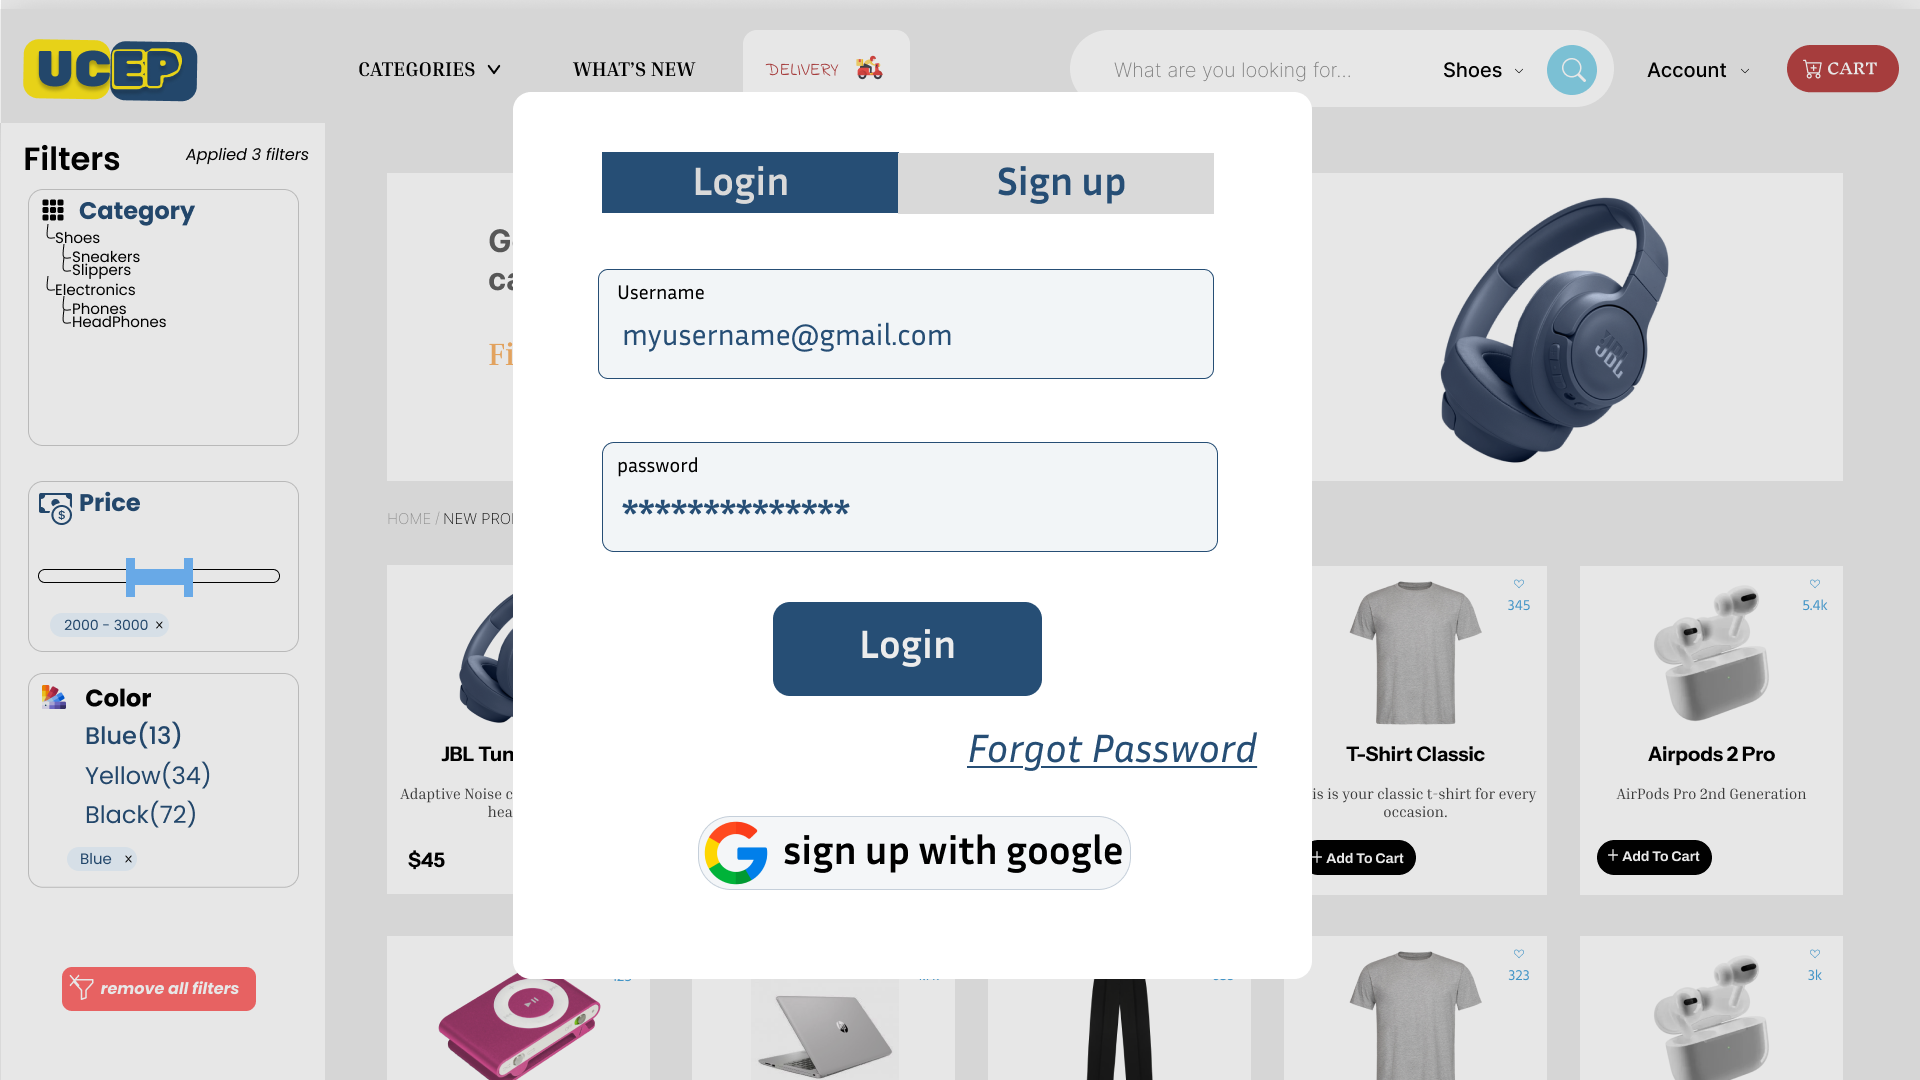 UCEP
CATEGORIES
WHAT'S NEW
DELIVERY
What are you looking for...
Shoes
Account
CART
Filters
Applied 3 filters
Category
Shoes
Sneakers
Slippers
Electronics
Phones
HeadPhones
Price
$
2000 - 3000 ×
Color
Blue(13)
Yellow(34)
Black(72)
Blue ×
remove all filters
G
ca
Fi
JBL
HOME / NEW PRO
Login
Sign up
Username
myusername@gmail.com
password
**************
Login
Forgot Password
sign up with google
JBL Tun
Adaptive Noise c
hea
$45
345
T-Shirt Classic
is is your classic t-shirt for every
occasion.
+ Add To Cart
5.4k
Airpods 2 Pro
AirPods Pro 2nd Generation
+ Add To Cart
323
3k